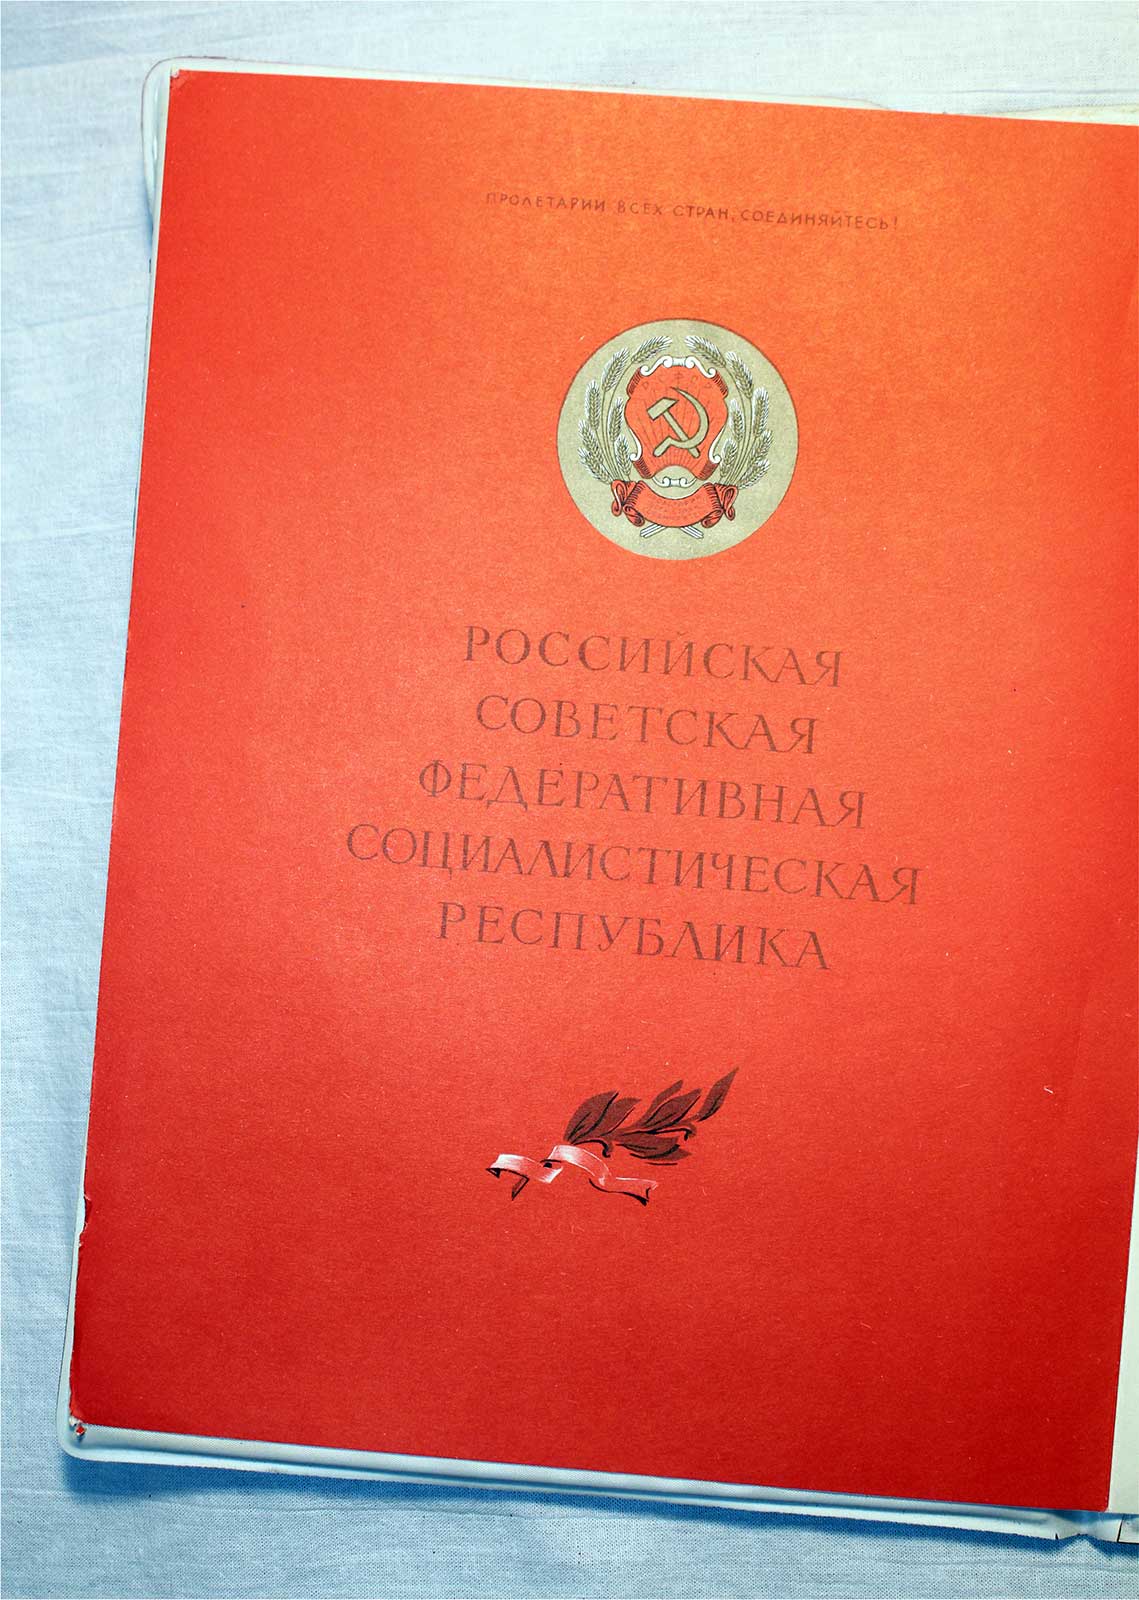 ПРОЛЕТАРИИ ВСЕХ СТРАН, СОЕДИНЯЙТЕСЬ!
РОССИЙСКАЯ
СОВЕТСКАЯ
ФЕДЕРАТИВНАЯ
СОЦИАЛИСТИЧЕСКАЯ
РЕСПУБЛИКА